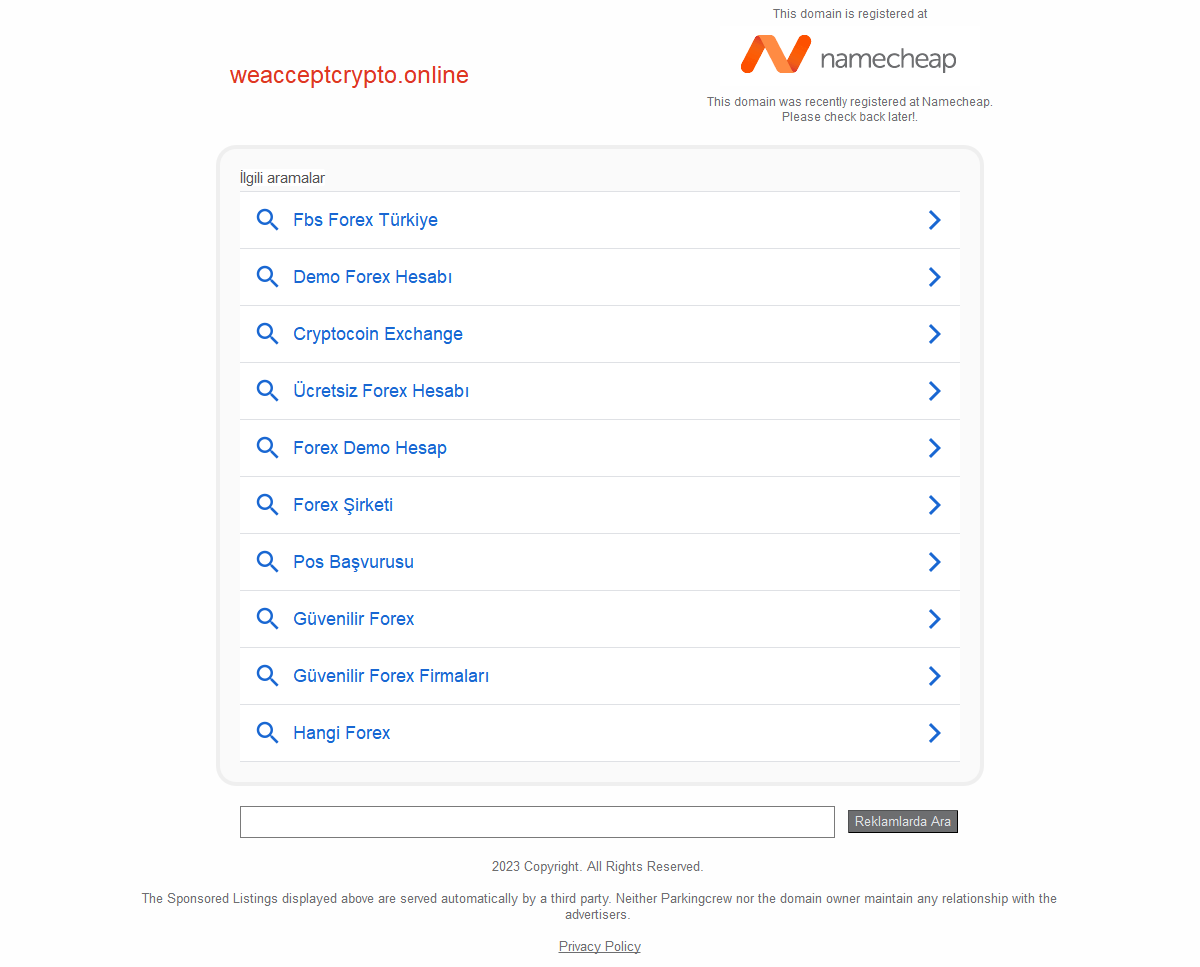 This domain is registered at
namecheap
weacceptcrypto.online
This domain was recently registered at Namecheap.
Please check back later!.
İlgili aramalar
Fbs Forex Türkiye
Demo Forex Hesabı
Cryptocoin Exchange
Ücretsiz Forex Hesabı
Forex Demo Hesap
Forex Şirketi
Pos Başvurusu
Güvenilir Forex
Güvenilir Forex Firmaları
Hangi Forex
Reklamlarda Ara
2023 Copyright. All Rights Reserved.
The Sponsored Listings displayed above are served automatically by a third party. Neither Parkingcrew nor the domain owner maintain any relationship with the
advertisers.
Privacy Policy